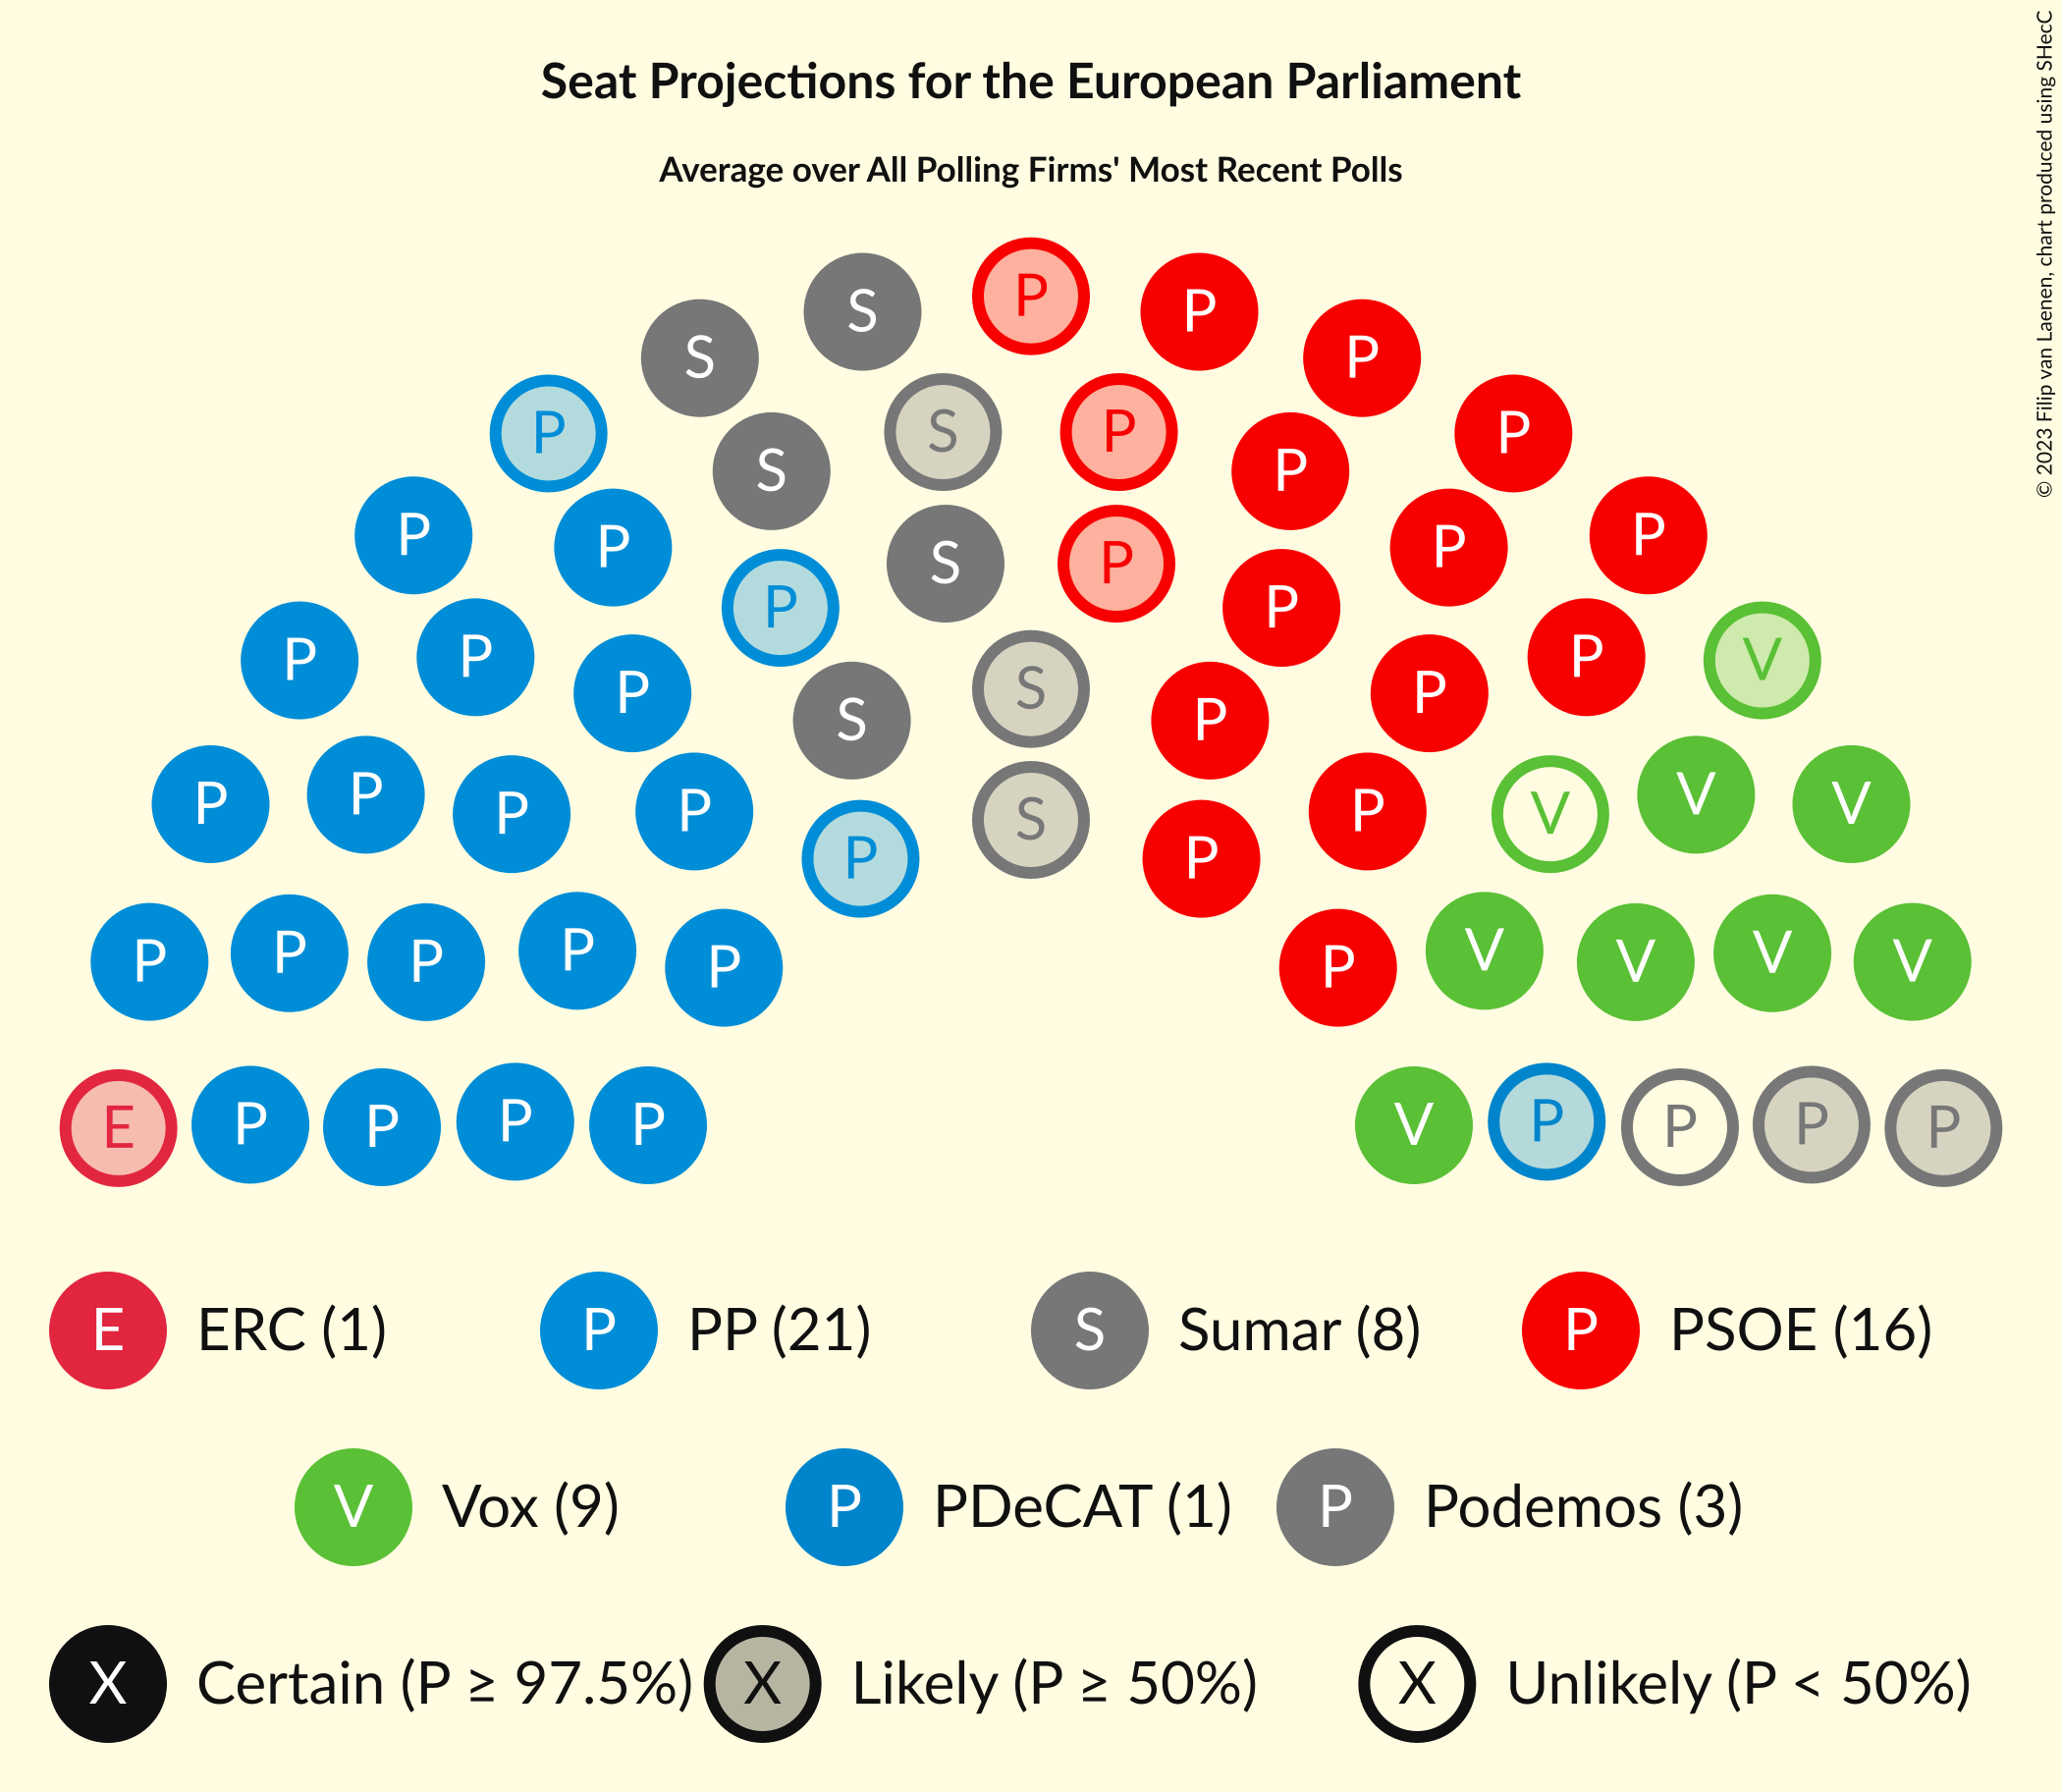 Seat Projections for the European Parliament
Average over All Polling Firms' Most Recent Polls
© 2023 Filip van Laenen, chart produced using SHecC
P
S P
S P
P S P P
S P
P P
P P S P P
P P
P P S P V
P P P P
S P
P P V V
P P V
P P S
P P
P P P P P P V V V V
E P P P P V P P P P
E ERC (1) P PP (21) S Sumar (8) P PSOE (16)
V Vox (9) P PDeCAT (1) P Podemos (3)
X Certain (P ≥ 97.5%) X Likely (P ≥ 50%) X Unlikely (P < 50%)